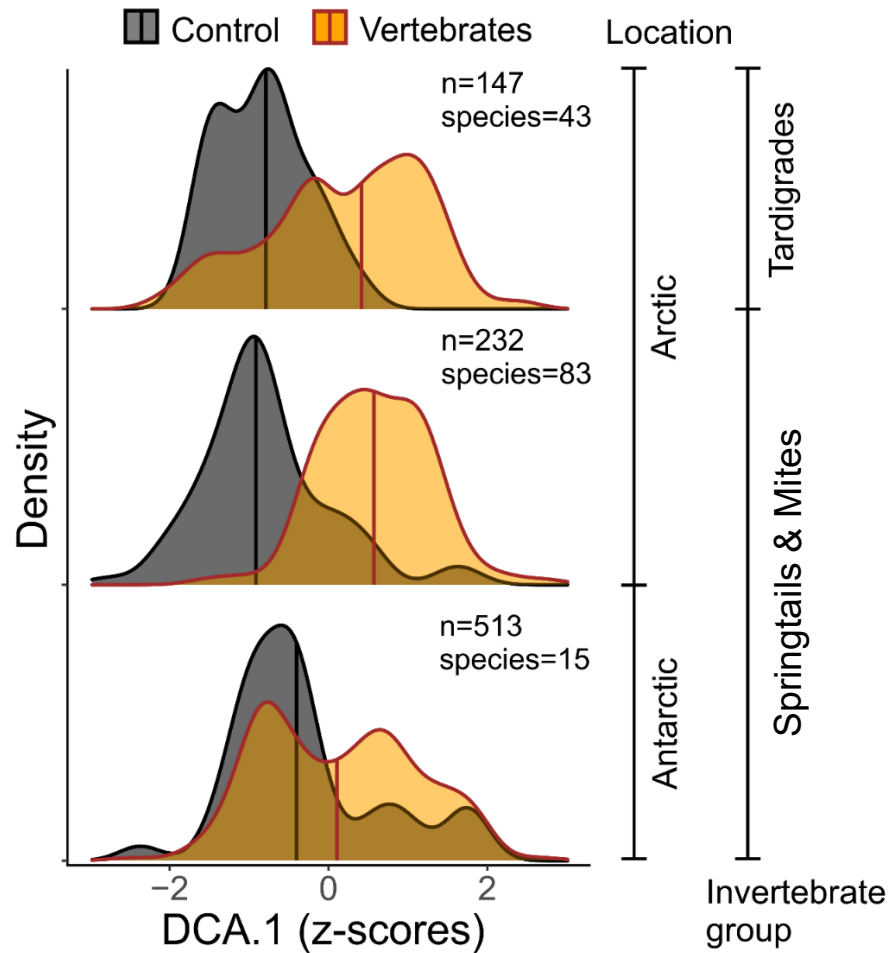 Control Vertebrates Location
n=147
species=43
Tardigrades
Arctic
n=232
species=83
Density
Springtails & Mites
n=513
species=15
Antarctic
−2 0 2
DCA.1 (z-scores)
Invertebrate
group